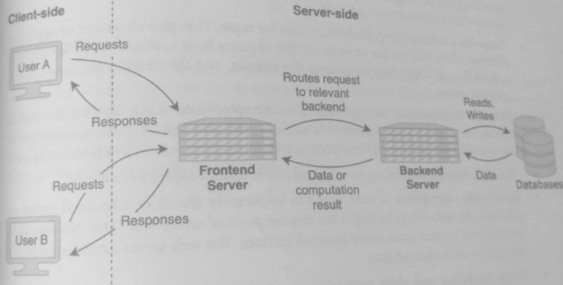 Client-side
Server-side
User A
Requests
Responses
Routes request
to relevant
backend
Reads,
Writes
Frontend
Server
Data or
computation
result
Backend
Server
Data
Databases
Requests
Responses
User B